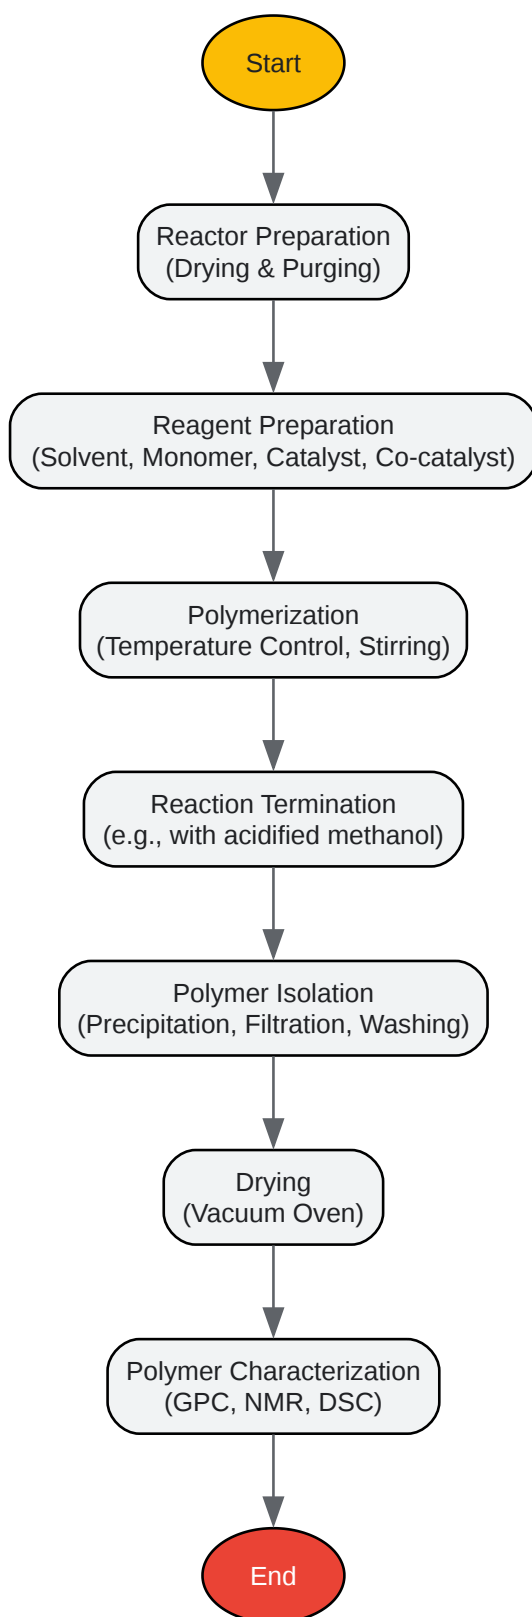 Start
Reactor Preparation
(Drying & Purging)
Reagent Preparation
(Solvent, Monomer, Catalyst, Co-catalyst)
Polymerization
(Temperature Control, Stirring)
Reaction Termination
(e.g., with acidified methanol)
Polymer Isolation
(Precipitation, Filtration, Washing)
Drying
(Vacuum Oven)
Polymer Characterization
(GPC, NMR, DSC)
End